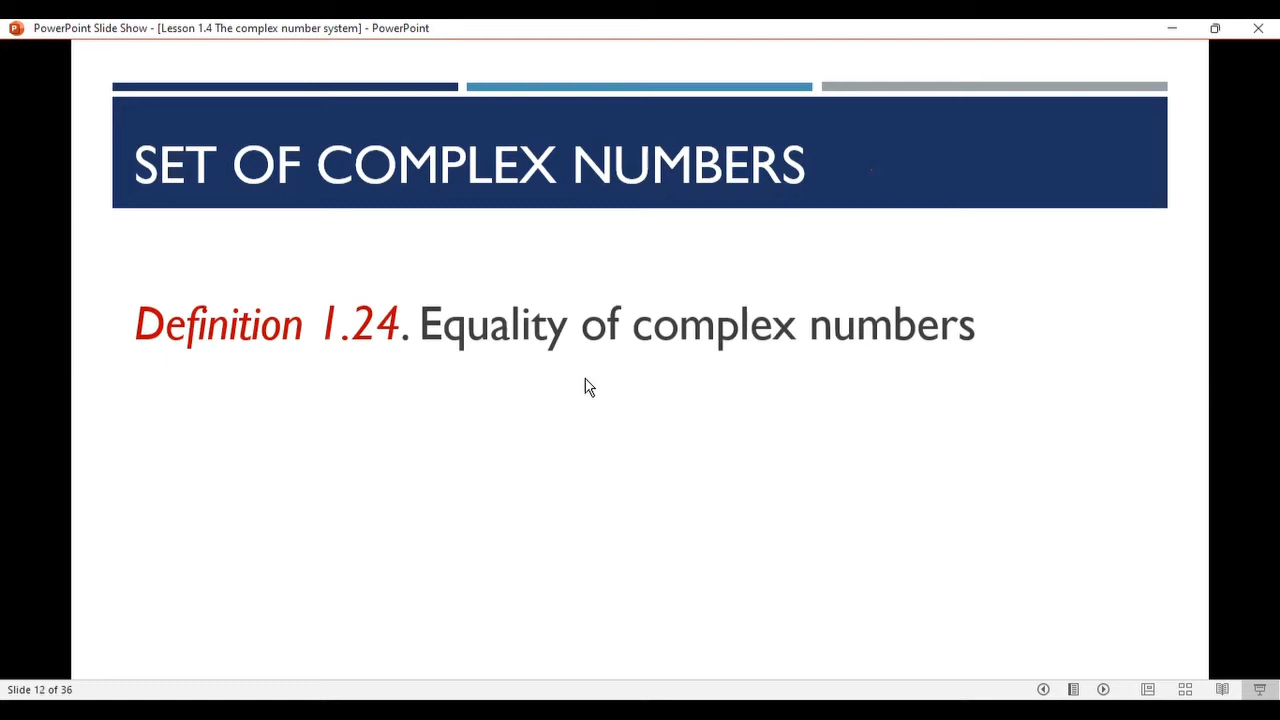 PowerPoint Slide Show - [Lesson 1.4 The complex number system] - PowerPoint
SET OF COMPLEX NUMBERS
Definition 1.24. Equality of complex numbers
Slide 12 of 36